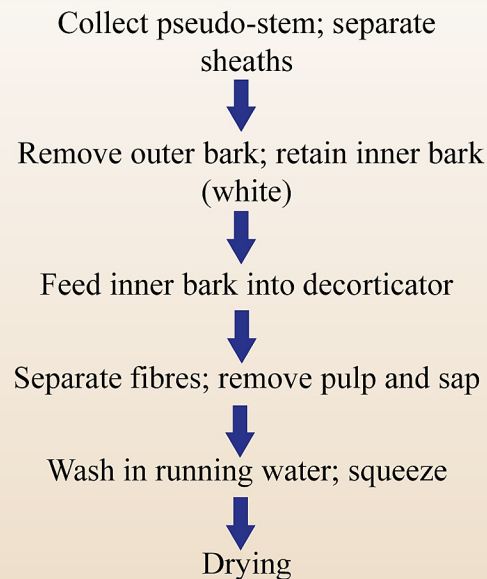 Collect pseudo-stem; separate
sheaths
Remove outer bark; retain inner bark
(white)
Feed inner bark into decorticator
Separate fibres; remove pulp and sap
Wash in running water; squeeze
Drying